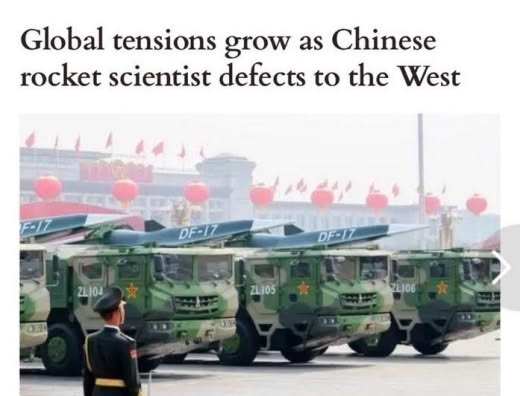 Global tensions grow as Chinese
rocket scientist defects to the West
F-17
DF-17
DF-17
ZL104
ZL105
ZL106